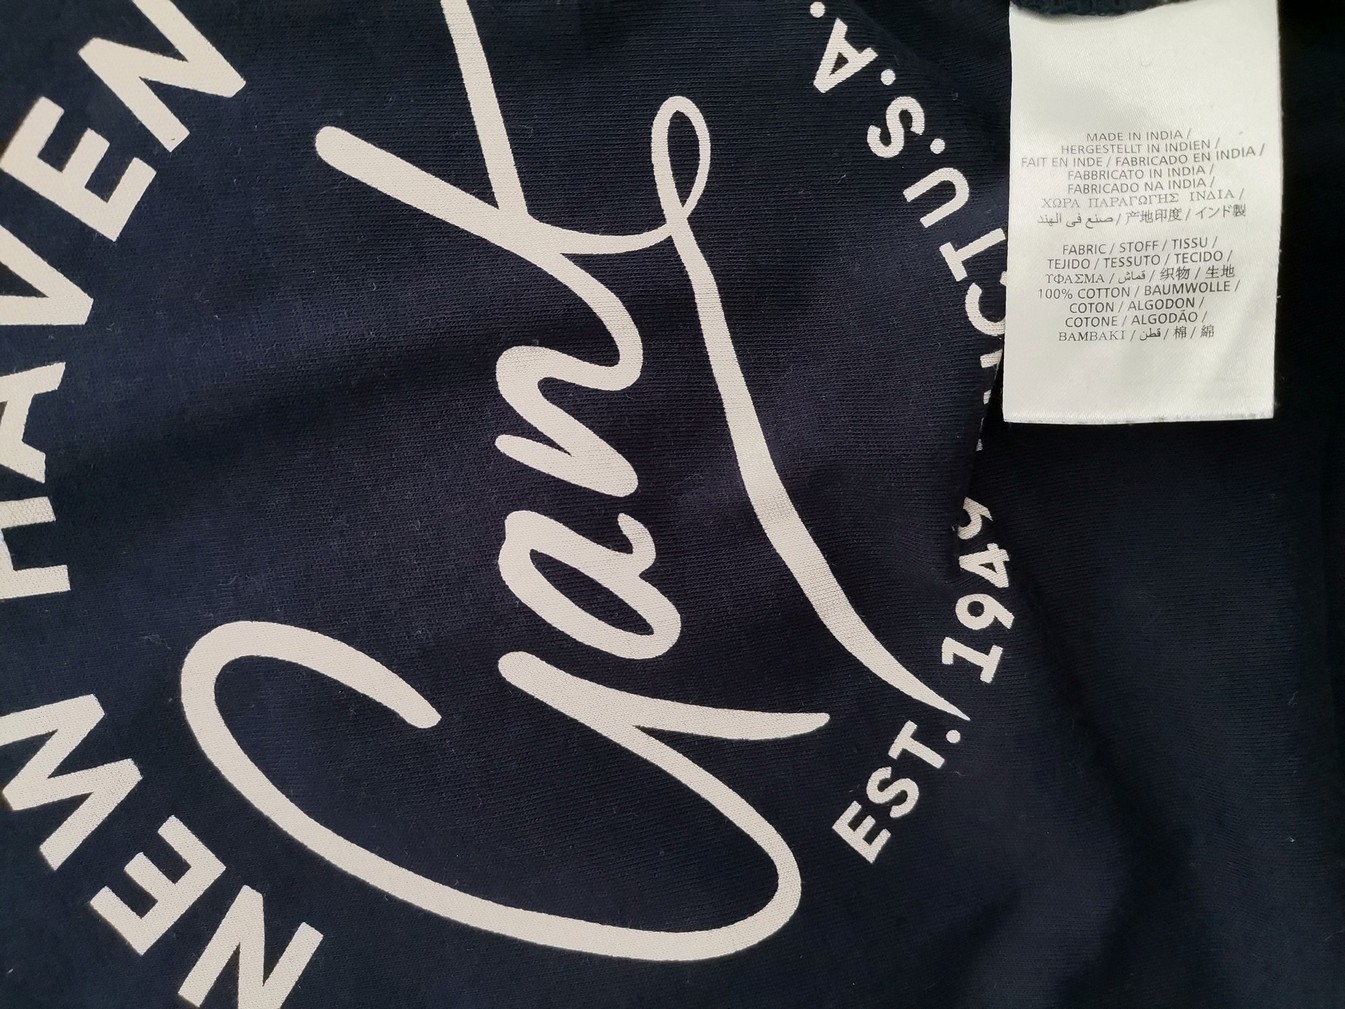 NEW HAVEN
Gant
EST. 1949
CT U.S.A.
MADE IN INDIA /
HERGESTELLT IN INDIEN /
FAIT EN INDE / FABRICADO EN INDIA /
FABBRICATO IN INDIA /
FABRICADO NA INDIA /
ΧΩΡΑ ΠΑΡΑΓΩΓΗΣ ΙΝΔΙΑ /
صنع في الهند / 产地印度 / インド製
FABRIC / STOFF / TISSU /
TEJIDO / TESSUTO / TECIDO /
ΥΦΑΣΜΑ / قماش / 织物 / 生地
100% COTTON / BAUMWOLLE /
COTON / ALGODON /
COTONE / ALGODÃO /
ΒΑΜΒΑΚΙ / قطن / 棉 / 綿